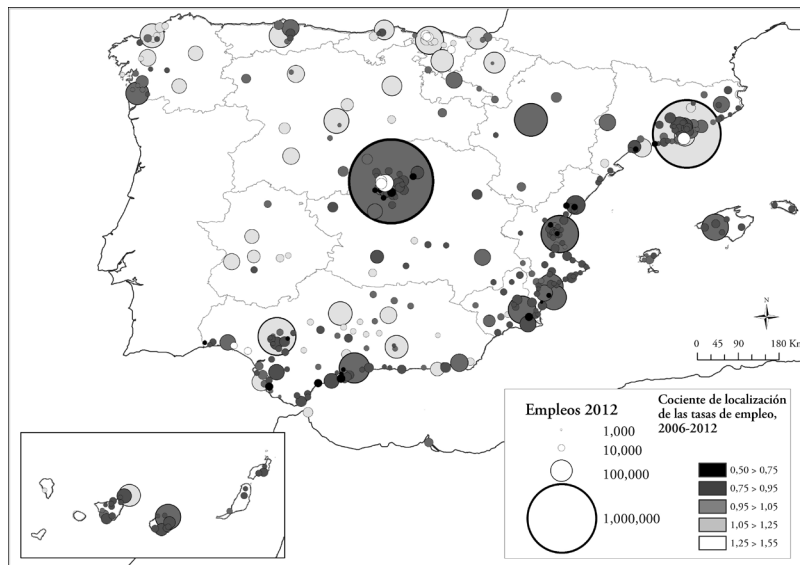 N
0 45 90 180 Km
Empleos 2012
1,000
10,000
100,000
1,000,000
Cociente de localización
de las tasas de empleo,
2006-2012
0,50 > 0,75
0,75 > 0,95
0,95 > 1,05
1,05 > 1,25
1,25 > 1,55